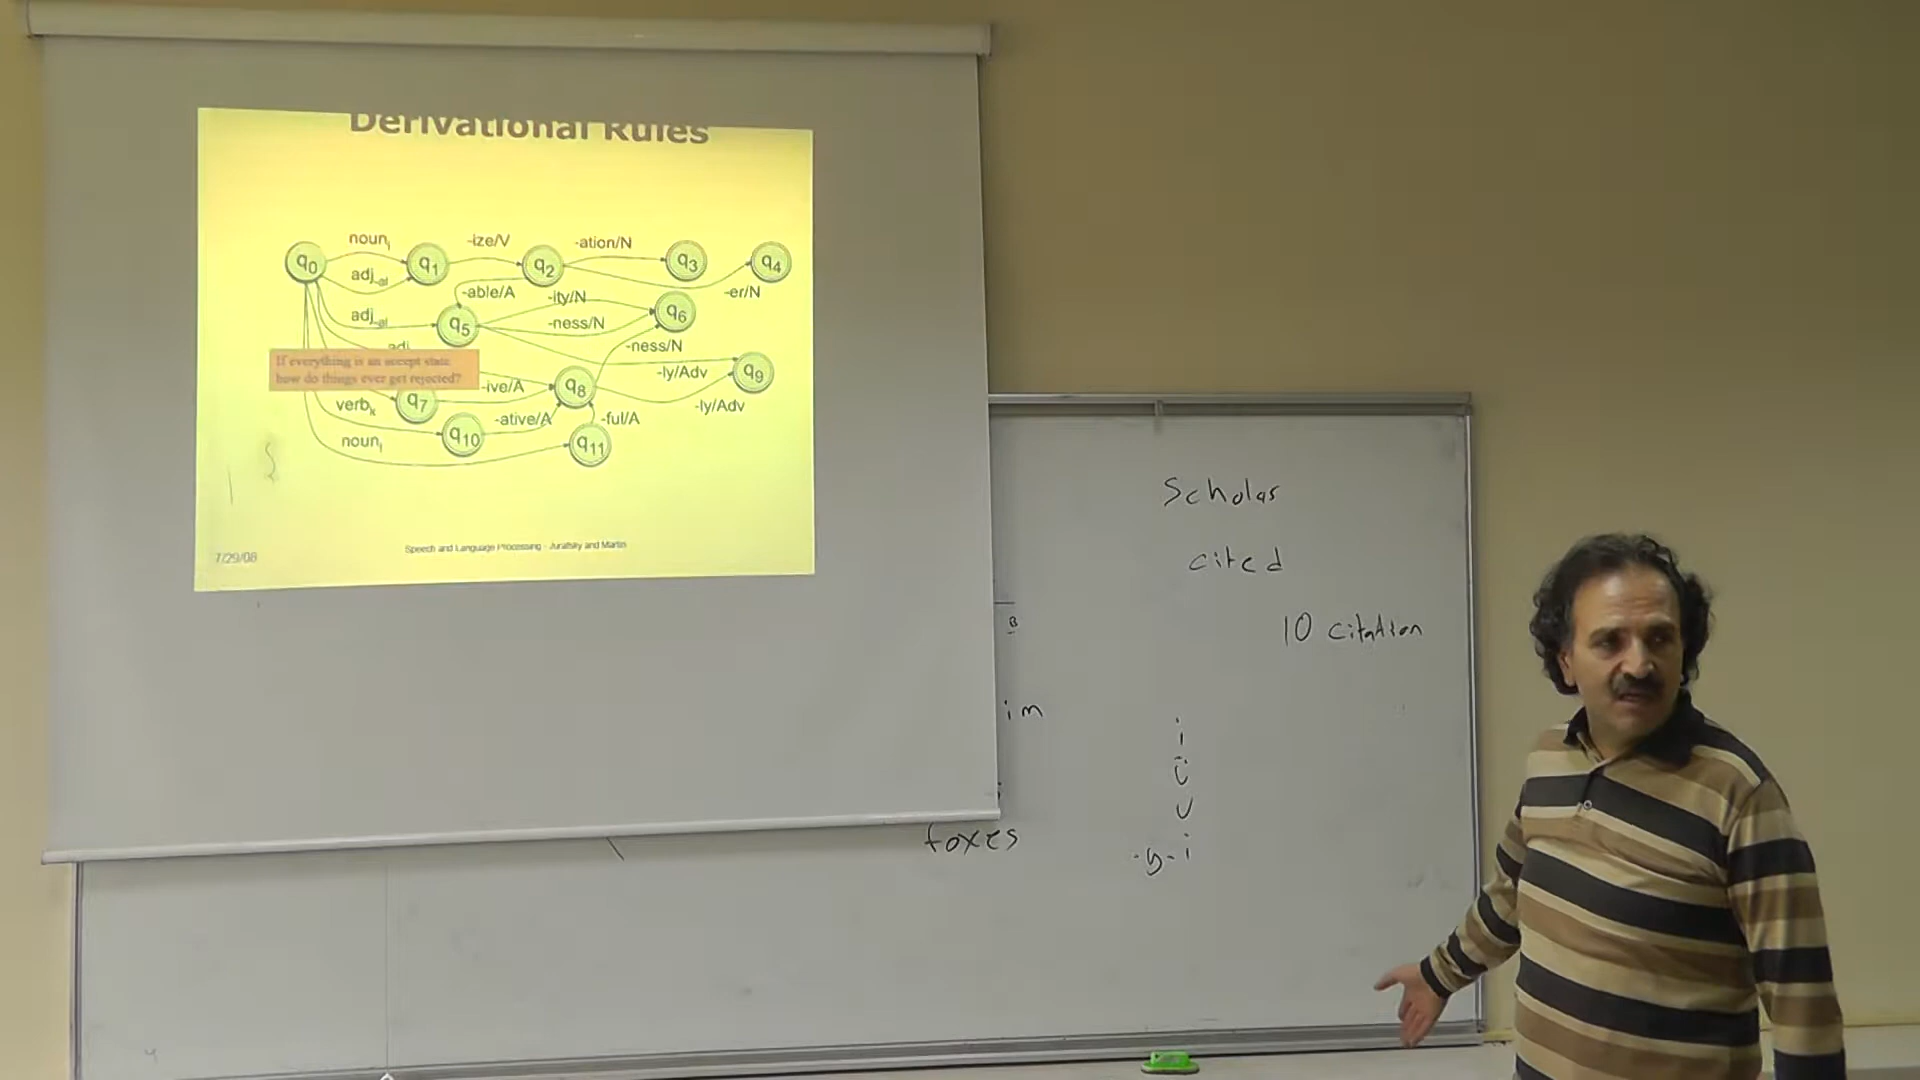 Derivational Rules
q0
noun i
q1
-ize/V
q2
-ation/N
q3
q4
adj -al
-able/A
-er/N
adj -al
q5
-ity/N
q6
-ness/N
adj
-ness/N
If everything is an accept state
how do things ever get rejected?
-ive/A
q8
-ly/Adv
q9
q7
verb k
-ative/A
-ful/A
-ly/Adv
noun l
q10
q11
7/29/08
Speech and Language Processing - Jurafsky and Martin
Scholar
cited
10 citation
B
im
i
ü
u
-y-i
foxes